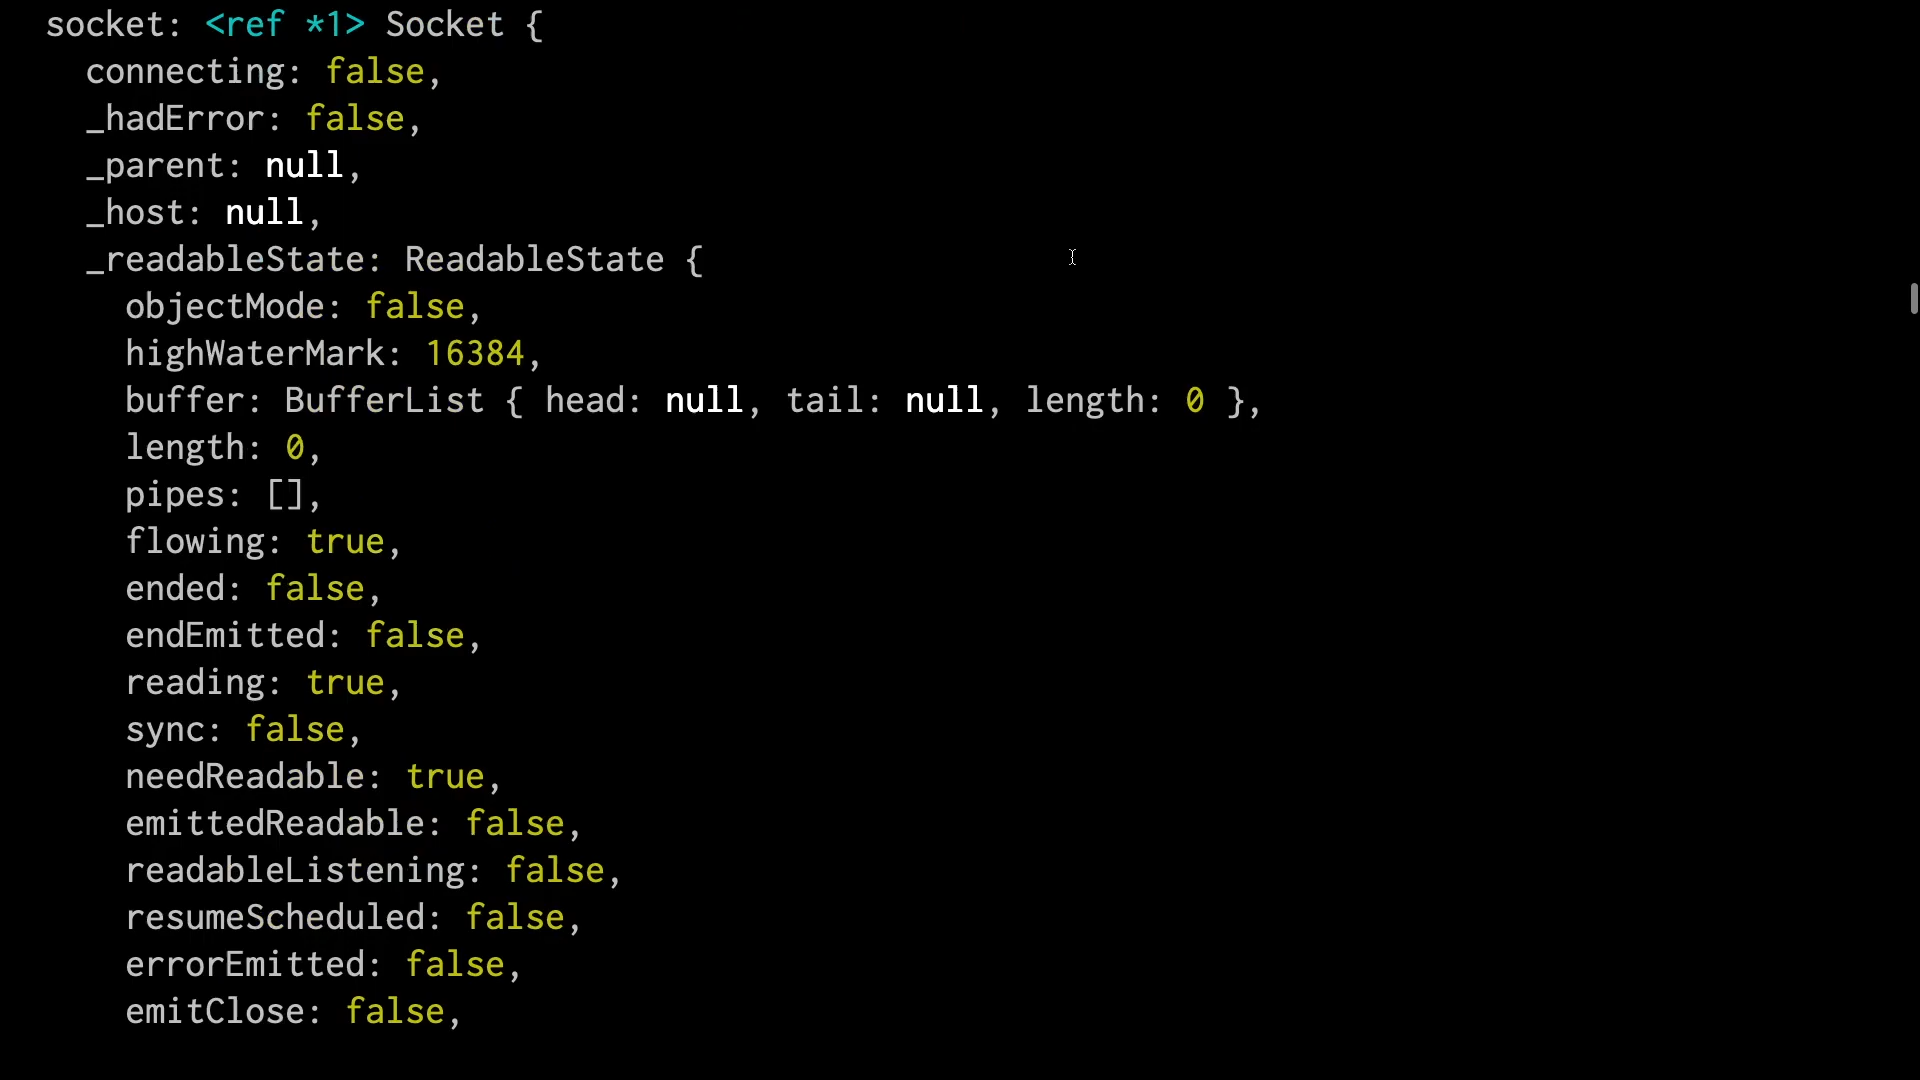 socket: <ref *1> Socket {
connecting: false,
_hadError: false,
_parent: null,
_host: null,
_readableState: ReadableState {
objectMode: false,
highWaterMark: 16384,
buffer: BufferList { head: null, tail: null, length: 0 },
length: 0,
pipes: [],
flowing: true,
ended: false,
endEmitted: false,
reading: true,
sync: false,
needReadable: true,
emittedReadable: false,
readableListening: false,
resumeScheduled: false,
errorEmitted: false,
emitClose: false,